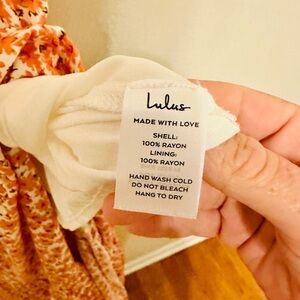 Lulus
MADE WITH LOVE
SHELL:
100% RAYON
LINING:
100% RAYON
HAND WASH COLD
DO NOT BLEACH
HANG TO DRY